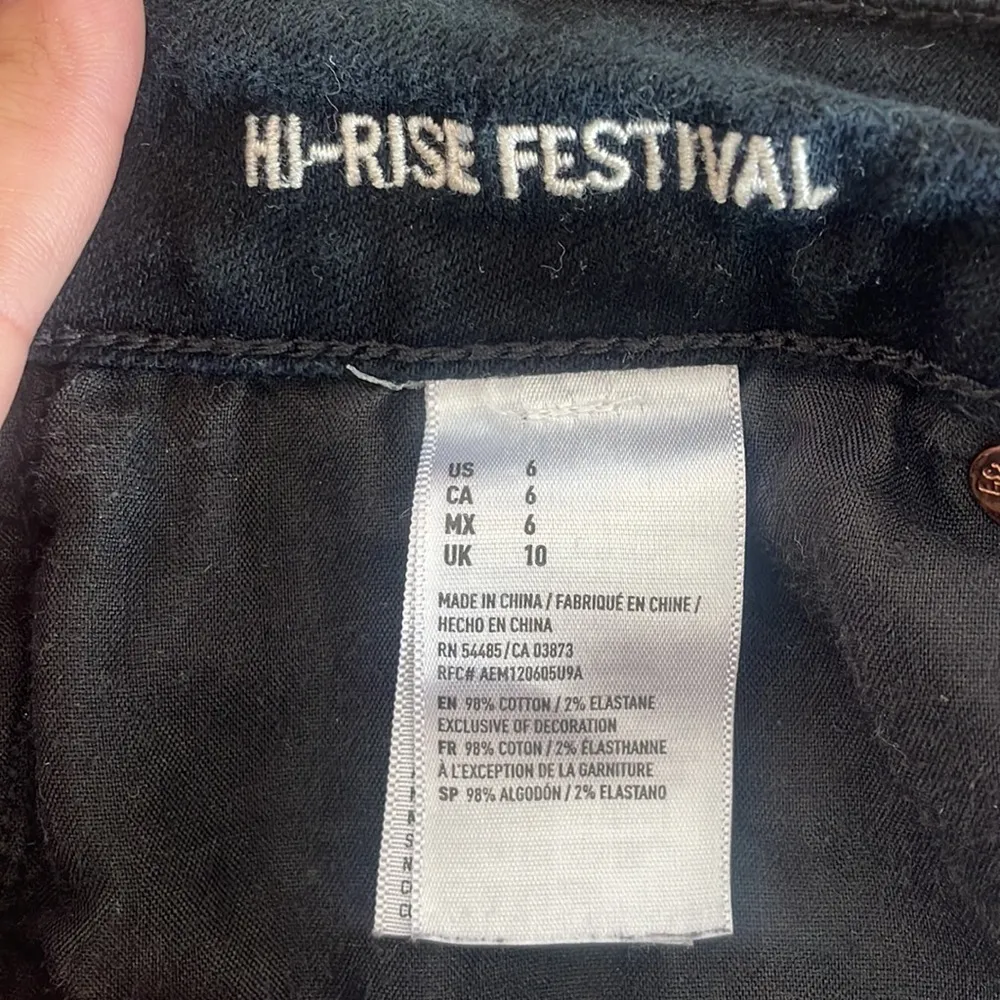 HI-RISE FESTIVAL
US 6
CA 6
MX 6
UK 10
MADE IN CHINA / FABRIQUÉ EN CHINE /
HECHO EN CHINA
RN 54485 / CA 03873
RFC# AEM120605U9A
EN 98% COTTON / 2% ELASTANE
EXCLUSIVE OF DECORATION
FR 98% COTON / 2% ÉLASTHANNE
À L'EXCEPTION DE LA GARNITURE
SP 98% ALGODÓN / 2% ELASTANO